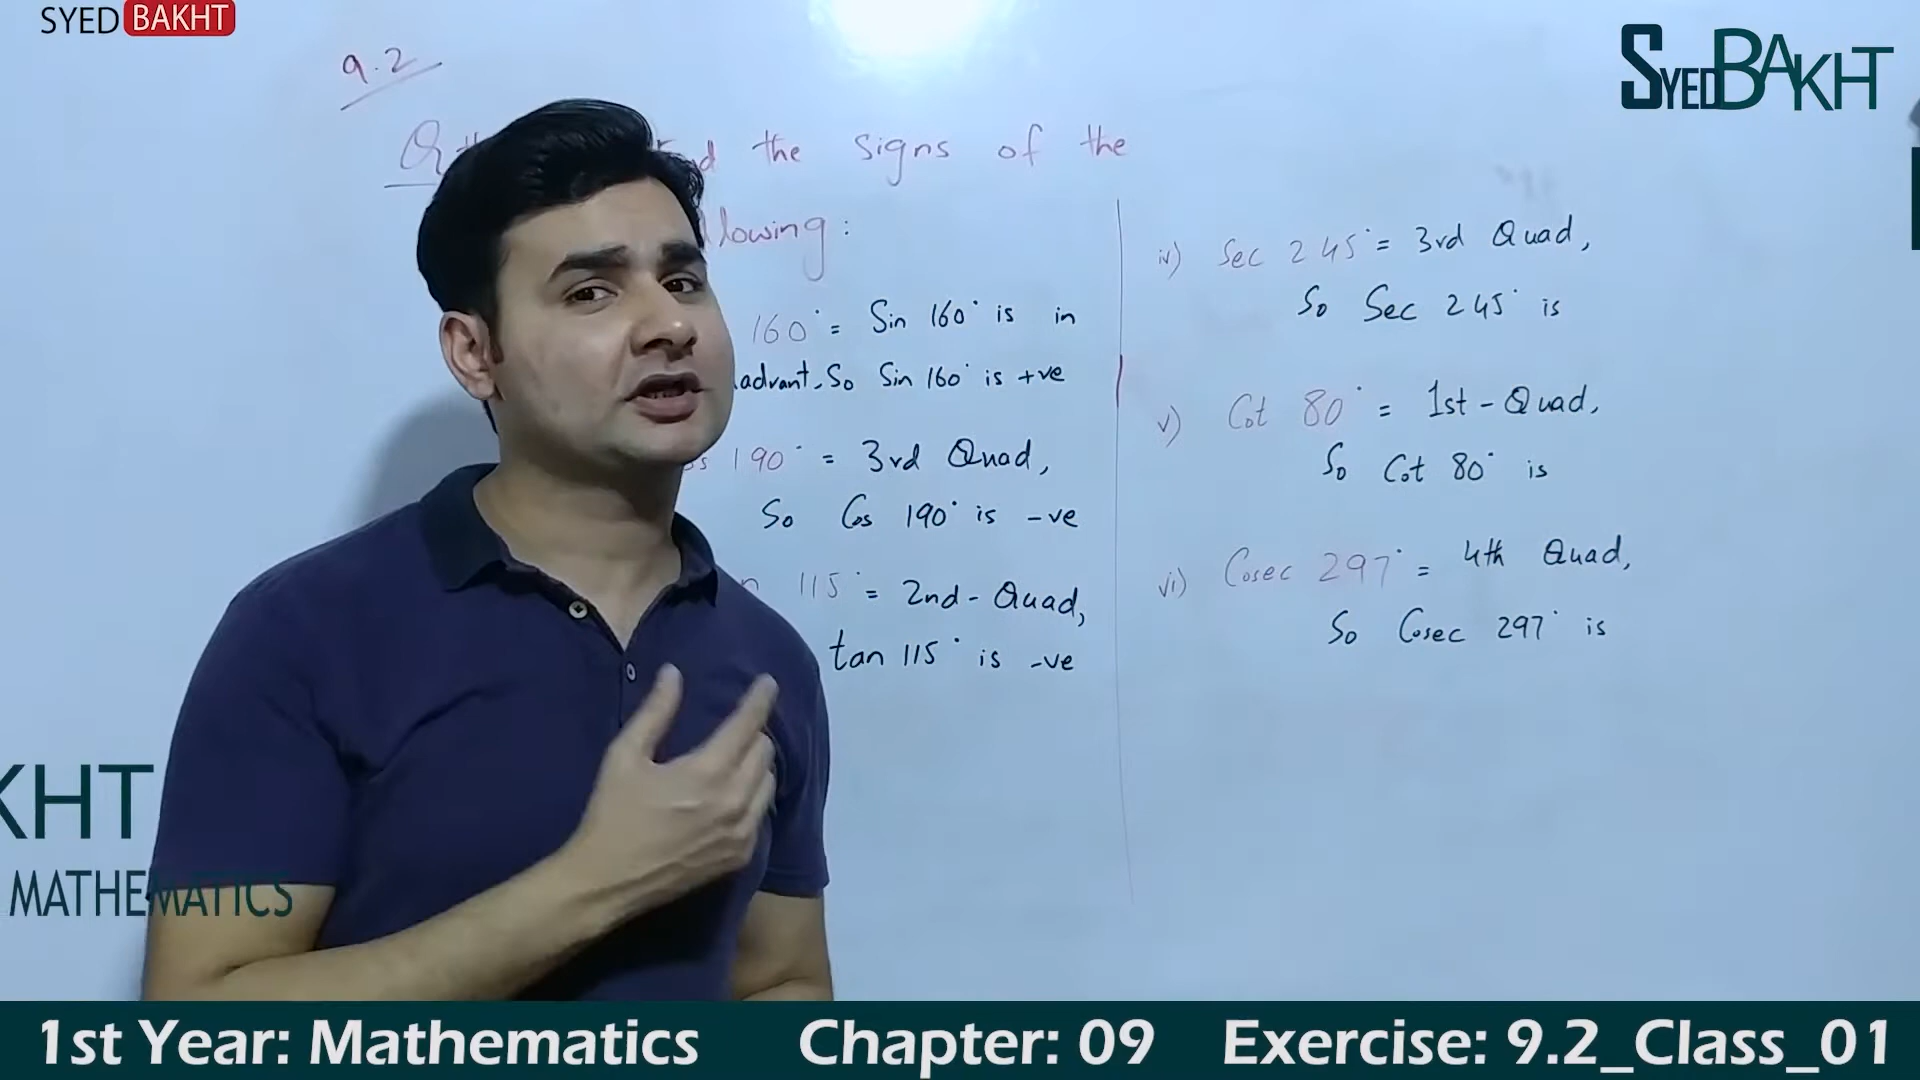 SYED BAKHT
SYEDBAKHT
9.2
the signs of the
160° = Sin 160° is in
So Sin 160° is +ve
190° = 3rd Quad,
So Cos 190° is -ve
115° = 2nd - Quad,
tan 115° is -ve
iv) Sec 245° = 3rd Quad,
So Sec 245° is
v) Cot 80° = 1st - Quad,
So Cot 80° is
vi) Cosec 297° = 4th Quad,
So Cosec 297° is
KHT
MATHEMATICS
1st Year: Mathematics Chapter: 09 Exercise: 9.2_Class_01